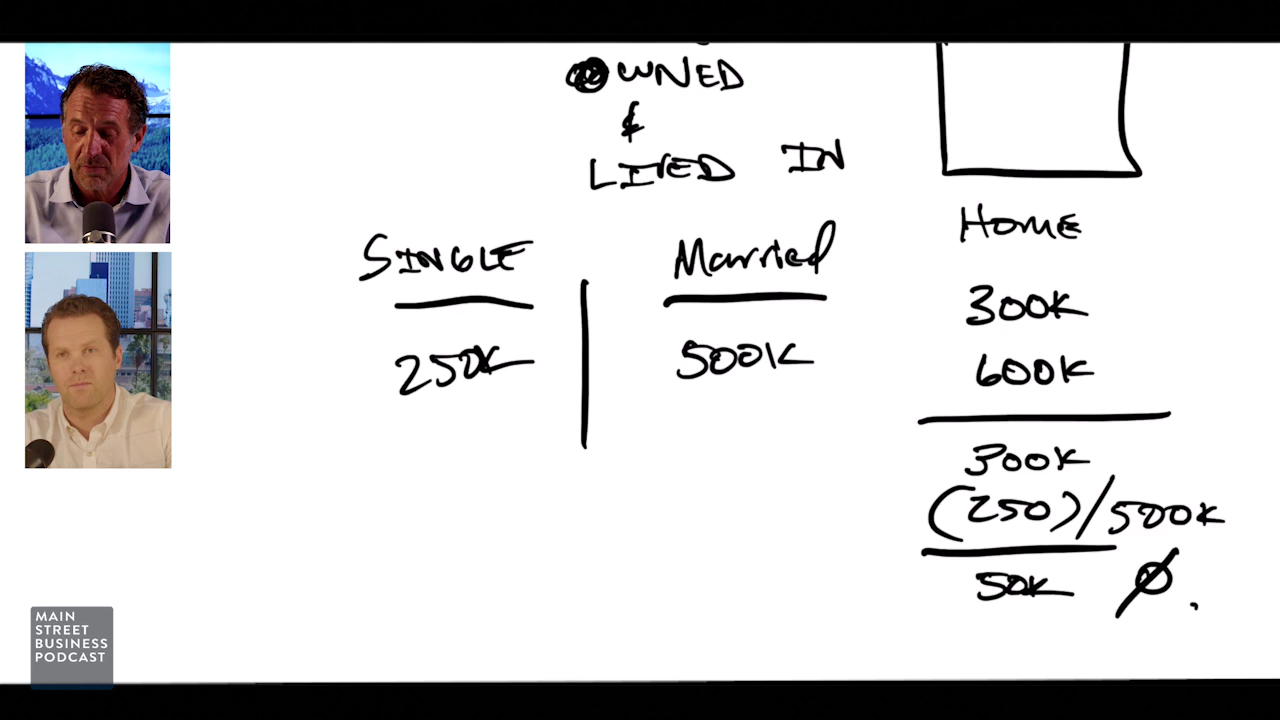 OWNED
&
LIVED IN
HOME
SINGLE
Married
250K
500K
300K
600K
300K
(250)/500K
50K Ø.
MAIN
STREET
BUSINESS
PODCAST